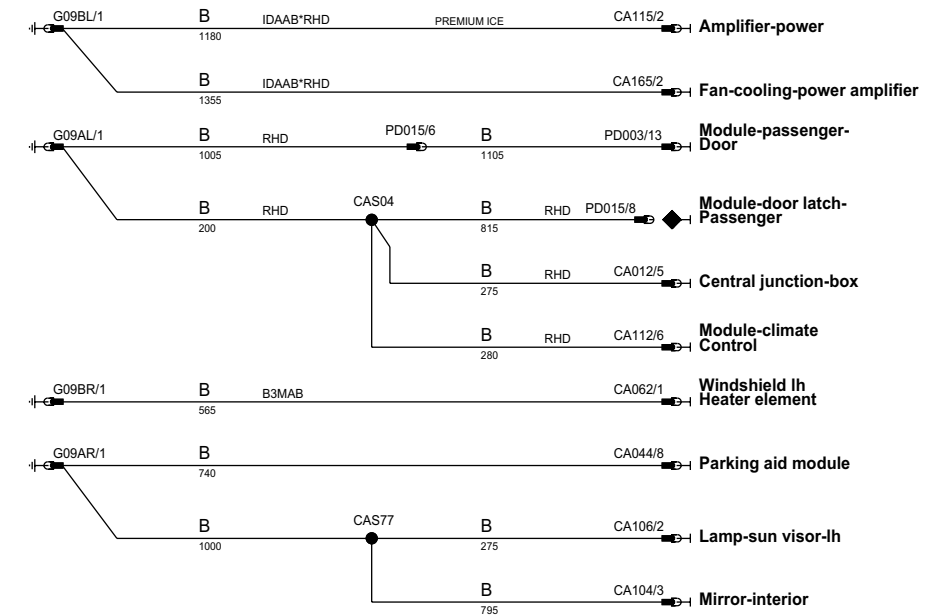 G09BL/1 B IDAAB*RHD PREMIUM ICE CA115/2 Amplifier-power
1180
B IDAAB*RHD CA165/2 Fan-cooling-power amplifier
1355
G09AL/1 B RHD PD015/6 B PD003/13 Module-passenger-
Door
1005 1105
B RHD CAS04 B RHD PD015/8 Module-door latch-
Passenger
200 815
B RHD CA012/5 Central junction-box
275
B RHD CA112/6 Module-climate
Control
280
G09BR/1 B B3MAB CA062/1 Windshield lh
Heater element
565
G09AR/1 B CA044/8 Parking aid module
740
B CAS77 B CA106/2 Lamp-sun visor-lh
1000 275
B CA104/3 Mirror-interior
795